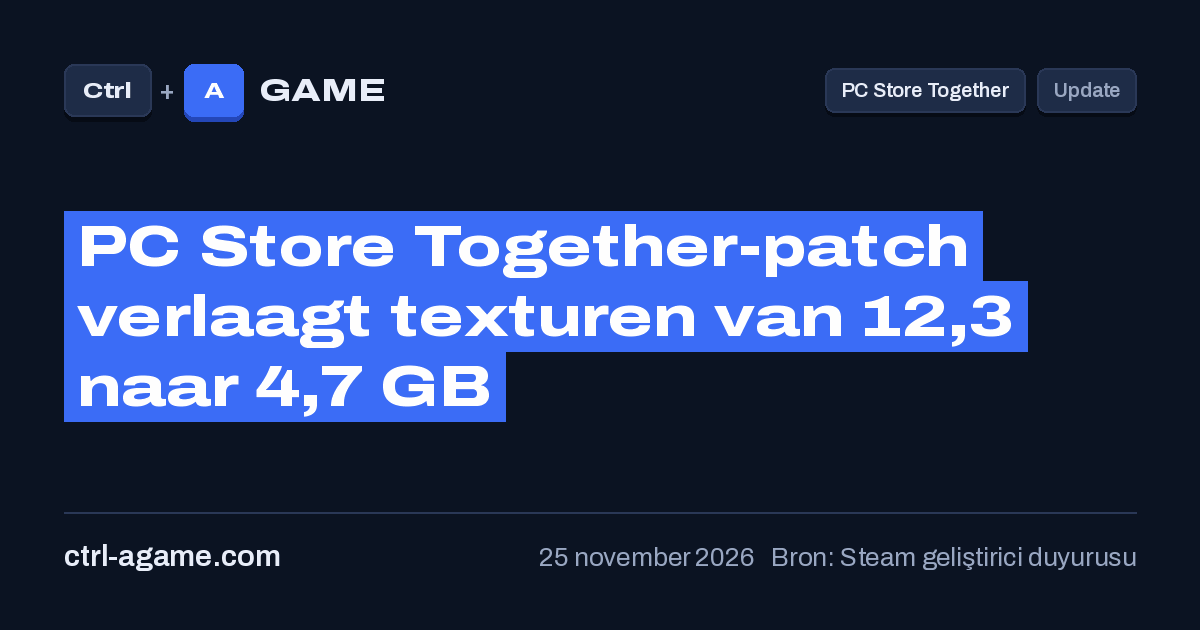 Ctrl + A GAME
PC Store Together Update
PC Store Together-patch
verlaagt texturen van 12,3
naar 4,7 GB
ctrl-agame.com
25 november 2026 Bron: Steam geliştirici duyurusu